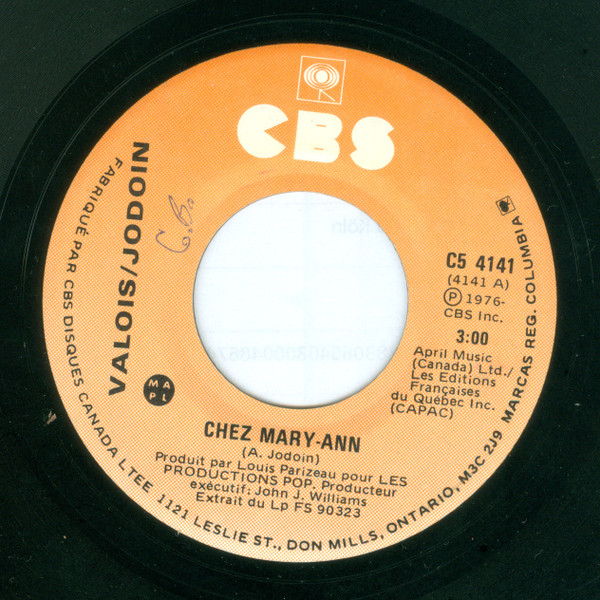 CBS
VALOIS/JODOIN
MAPL
C5 4141
(4141 A)
Ⓟ 1976-
CBS Inc.
3:00
April Music
(Canada) Ltd./
Les Editions
Françaises
du Québec Inc.
(CAPAC)
CHEZ MARY-ANN
(A. Jodoin)
Produit par Louis Parizeau pour LES
PRODUCTIONS POP. Producteur
exécutif: John J. Williams
Extrait du Lp FS 90323
FABRIQUÉ PAR CBS DISQUES CANADA LTEE. 1121 LESLIE ST., DON MILLS, ONTARIO, M3C 2J9 MARCAS REG. COLUMBIA